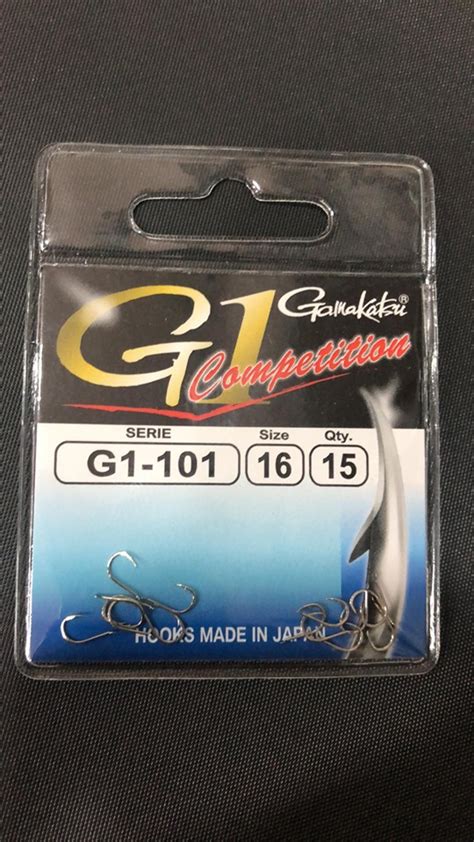 Gamakatsu®
G1
Competition
SERIE Size Qty.
G1-101 16 15
HOOKS MADE IN JAPAN